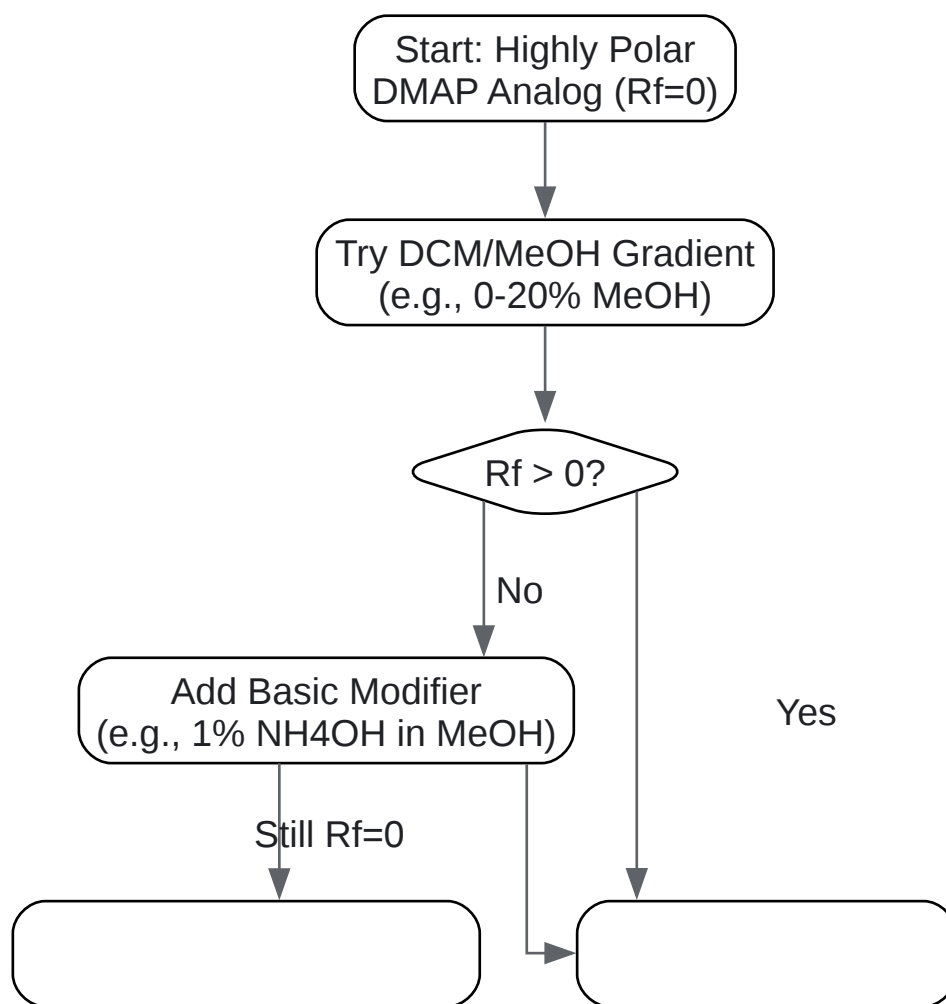 Start: Highly Polar
DMAP Analog (Rf=0)
Try DCM/MeOH Gradient
(e.g., 0-20% MeOH)
Rf > 0?
No
Add Basic Modifier
(e.g., 1% NH4OH in MeOH)
Yes
Still Rf=0